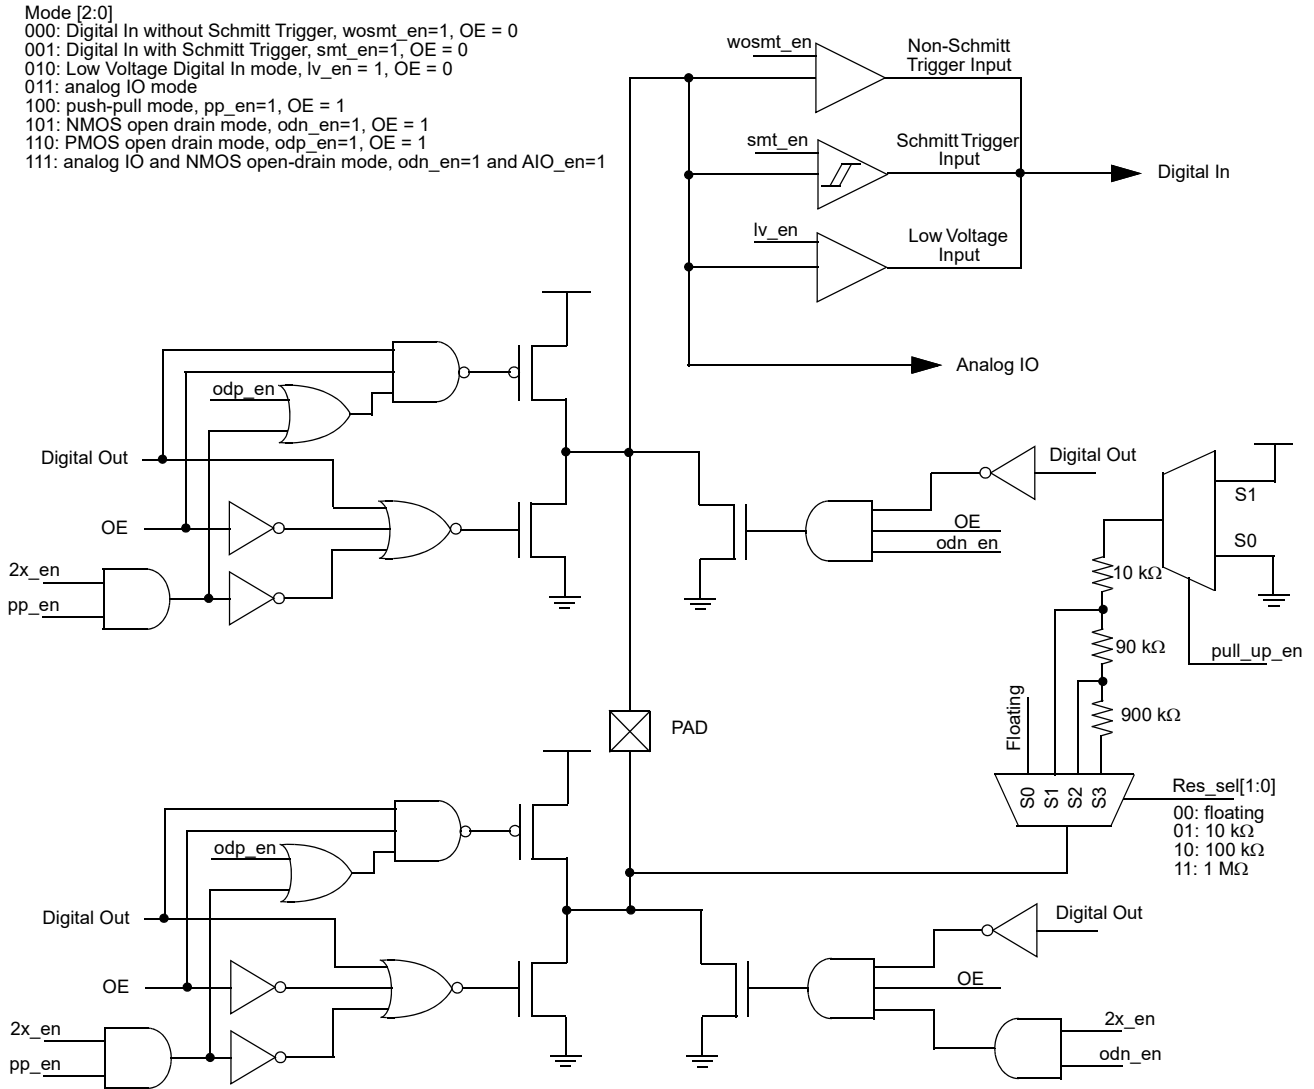 Mode [2:0]
000: Digital In without Schmitt Trigger, wosmt_en=1, OE = 0
001: Digital In with Schmitt Trigger, smt_en=1, OE = 0
010: Low Voltage Digital In mode, lv_en = 1, OE = 0
011: analog IO mode
100: push-pull mode, pp_en=1, OE = 1
101: NMOS open drain mode, odn_en=1, OE = 1
110: PMOS open drain mode, odp_en=1, OE = 1
111: analog IO and NMOS open-drain mode, odn_en=1 and AIO_en=1
wosmt_en
Non-Schmitt
Trigger Input
smt_en
Schmitt Trigger
Input
Digital In
lv_en
Low Voltage
Input
Analog IO
odp_en
Digital Out
OE
2x_en
pp_en
Digital Out
OE
odn_en
S1
S0
10 kΩ
90 kΩ
900 kΩ
pull_up_en
Floating
PAD
S0
S1
S2
S3
Res_sel[1:0]
00: floating
01: 10 kΩ
10: 100 kΩ
11: 1 MΩ
odp_en
Digital Out
OE
2x_en
pp_en
Digital Out
OE
2x_en
odn_en